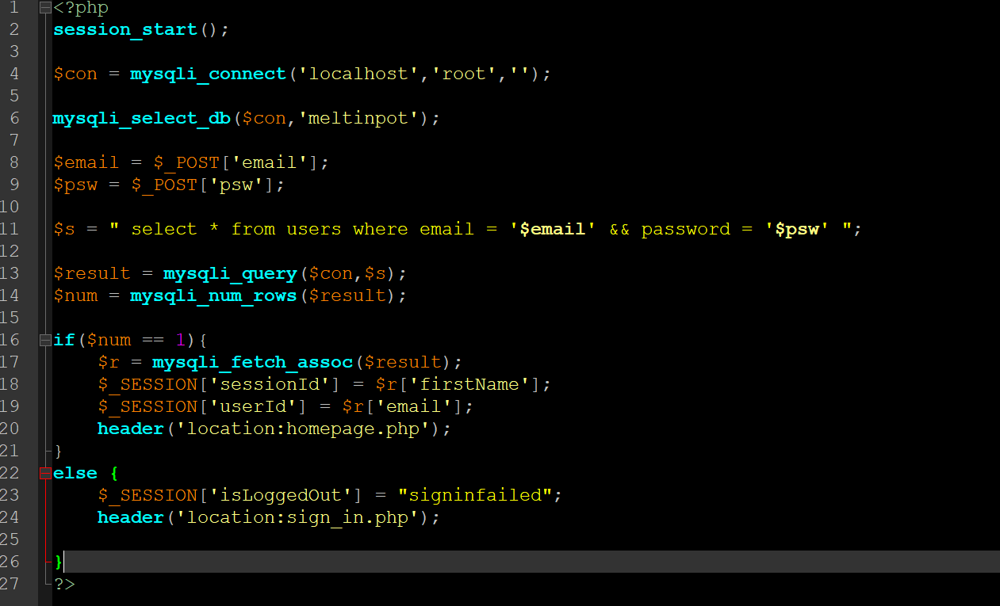 1 <?php
2 session_start();
3
4 $con = mysqli_connect('localhost','root','');
5
6 mysqli_select_db($con,'meltinpot');
7
8 $email = $_POST['email'];
9 $psw = $_POST['psw'];
10
11 $s = " select * from users where email = '$email' && password = '$psw' ";
12
13 $result = mysqli_query($con,$s);
14 $num = mysqli_num_rows($result);
15
16 if($num == 1){
17     $r = mysqli_fetch_assoc($result);
18     $_SESSION['sessionId'] = $r['firstName'];
19     $_SESSION['userId'] = $r['email'];
20     header('location:homepage.php');
21 }
22 else {
23     $_SESSION['isLoggedOut'] = "signinfailed";
24     header('location:sign_in.php');
25
26 }
27 ?>